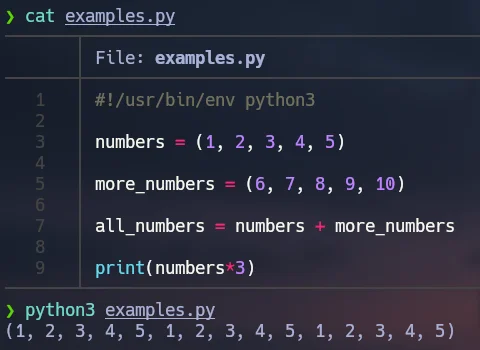 ❯ cat examples.py
File: examples.py
1 #!/usr/bin/env python3
2
3 numbers = (1, 2, 3, 4, 5)
4
5 more_numbers = (6, 7, 8, 9, 10)
6
7 all_numbers = numbers + more_numbers
8
9 print(numbers*3)
❯ python3 examples.py
(1, 2, 3, 4, 5, 1, 2, 3, 4, 5, 1, 2, 3, 4, 5)